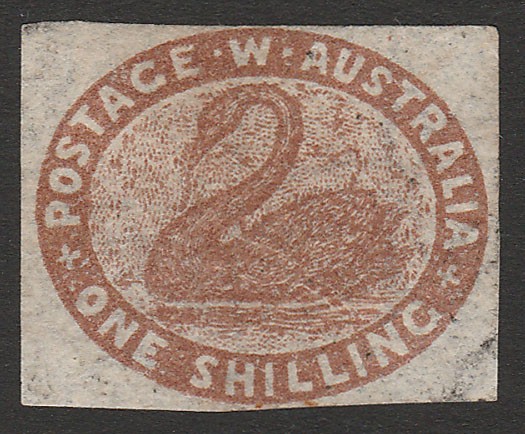 POSTAGE · W · AUSTRALIA
+ ONE SHILLING +